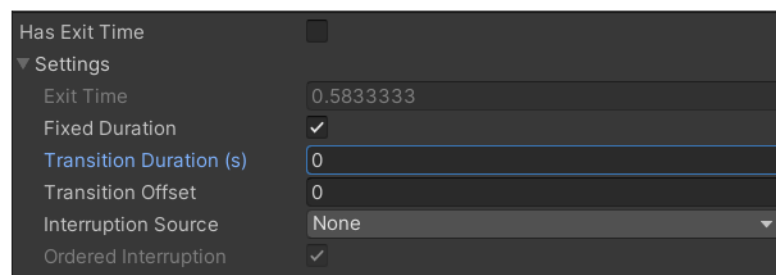 Has Exit Time
Settings
Exit Time 0.5833333
Fixed Duration
Transition Duration (s) 0
Transition Offset 0
Interruption Source None
Ordered Interruption